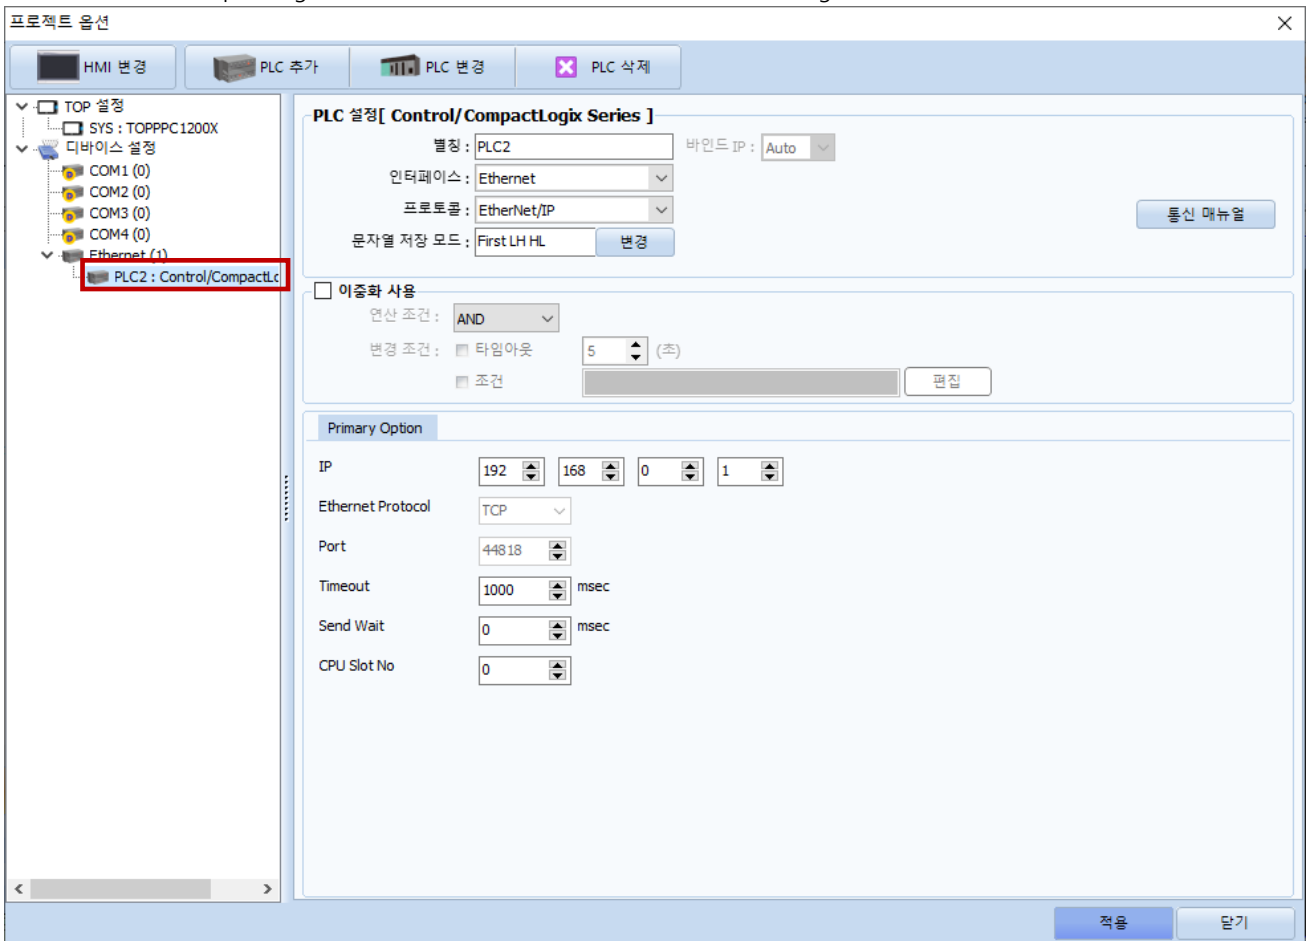 프로젝트 옵션
HMI 변경 PLC 추가 PLC 변경 PLC 삭제
TOP 설정
SYS : TOPPPC1200X
디바이스 설정
COM1 (0)
COM2 (0)
COM3 (0)
COM4 (0)
Ethernet (1)
PLC2 : Control/CompactLc
PLC 설정[ Control/CompactLogix Series ]
별칭 : PLC2 바인드 IP : Auto
인터페이스 : Ethernet
프로토콜 : EtherNet/IP
통신 매뉴얼
문자열 저장 모드 : First LH HL 변경
이중화 사용
연산 조건 : AND
변경 조건 : 타임아웃 5 (초)
조건 편집
Primary Option
IP 192 168 0 1
Ethernet Protocol TCP
Port 44818
Timeout 1000 msec
Send Wait 0 msec
CPU Slot No 0
적용 닫기